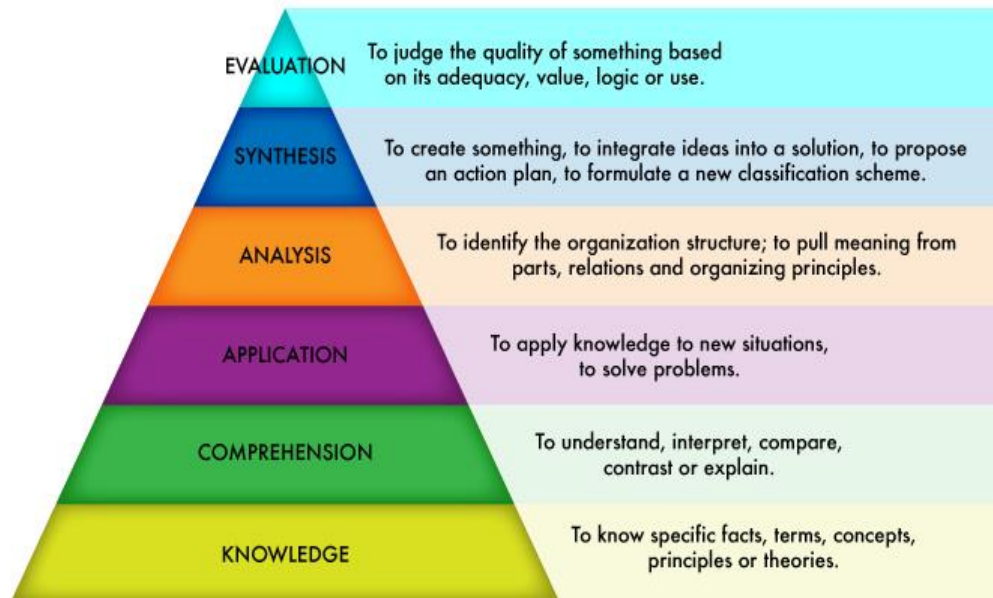 EVALUATION
To judge the quality of something based
on its adequacy, value, logic or use.
SYNTHESIS
To create something, to integrate ideas into a solution, to propose
an action plan, to formulate a new classification scheme.
ANALYSIS
To identify the organization structure; to pull meaning from
parts, relations and organizing principles.
APPLICATION
To apply knowledge to new situations,
to solve problems.
COMPREHENSION
To understand, interpret, compare,
contrast or explain.
KNOWLEDGE
To know specific facts, terms, concepts,
principles or theories.